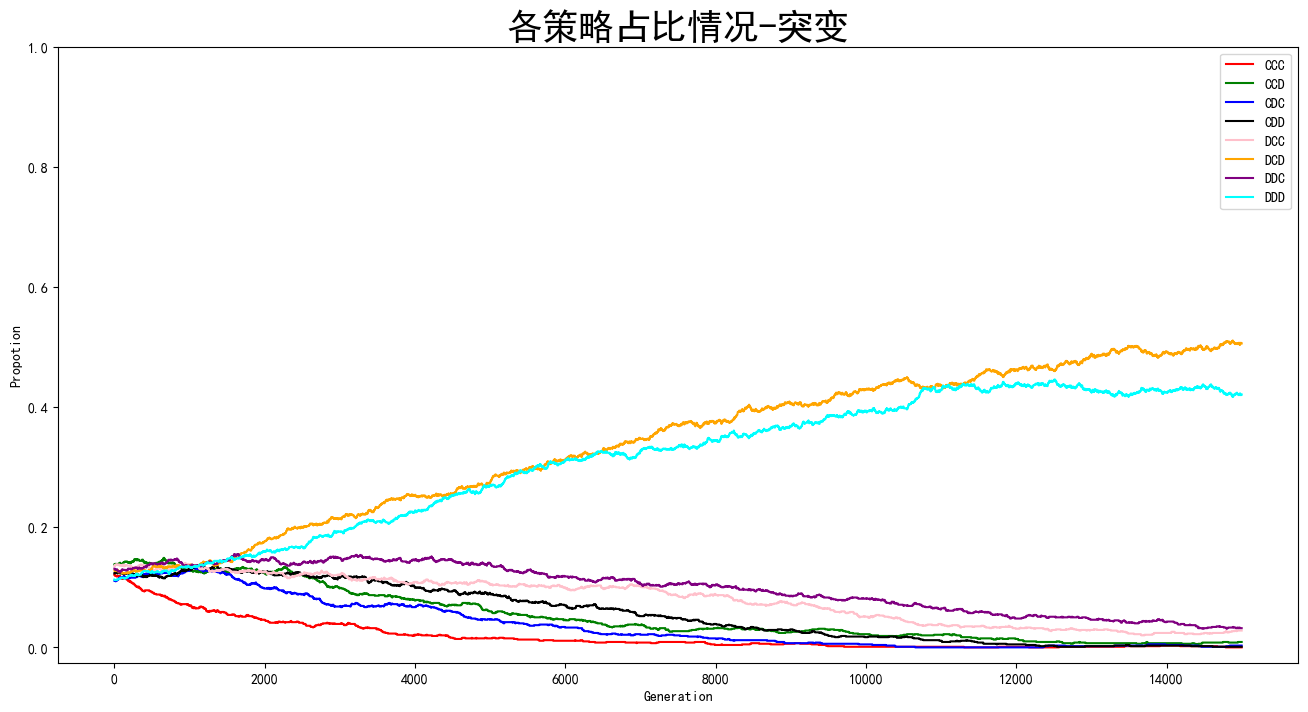 各策略占比情况-突变
1.0
0.8
0.6
0.4
0.2
0.0
Propotion
0 2000 4000 6000 8000 10000 12000 14000
Generation
CCC
CCD
CDC
CDD
DCC
DCD
DDC
DDD